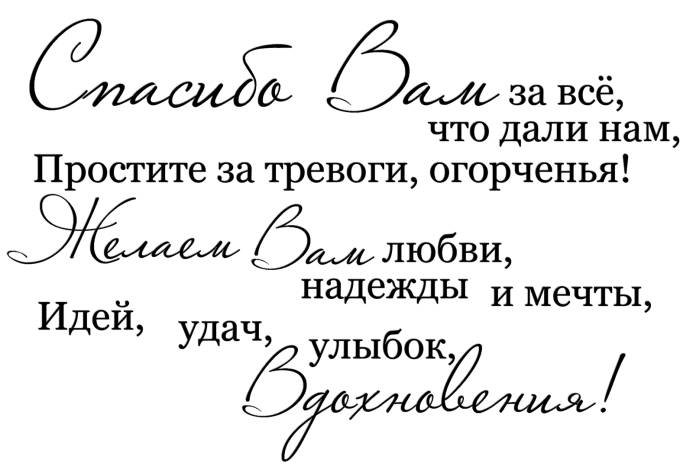 Спасибо Вам за всё,
что дали нам,
Простите за тревоги, огорченья!
Желаем Вам любви,
надежды и мечты,
Идей, удач, улыбок,
Вдохновения!